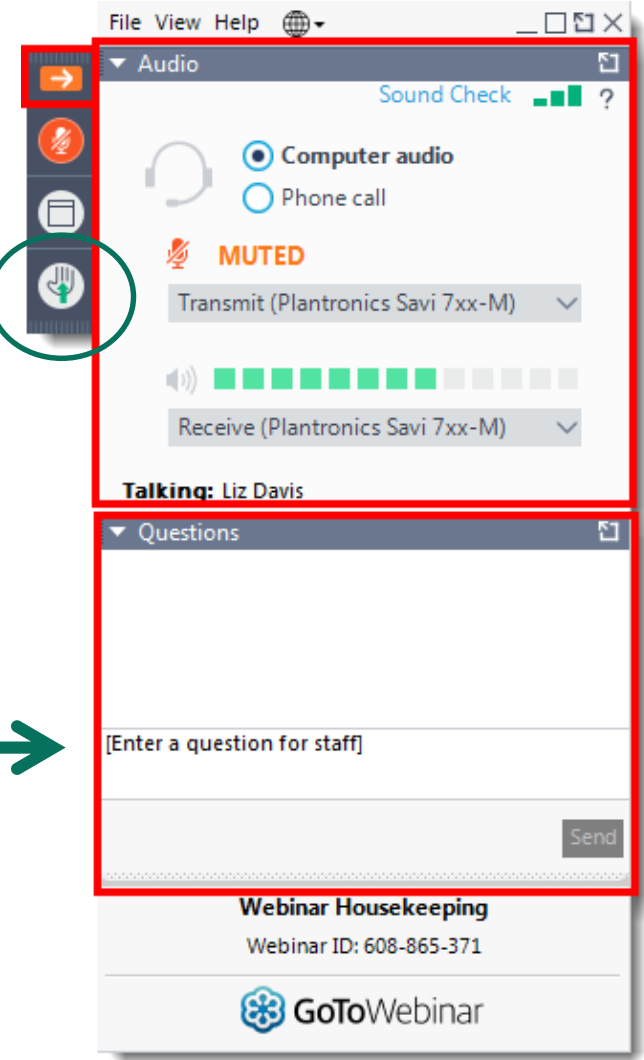 File View Help
Audio
Sound Check ?
Computer audio
Phone call
MUTED
Transmit (Plantronics Savi 7xx-M)
Receive (Plantronics Savi 7xx-M)
Talking: Liz Davis
Questions
[Enter a question for staff]
Send
Webinar Housekeeping
Webinar ID: 608-865-371
GoToWebinar